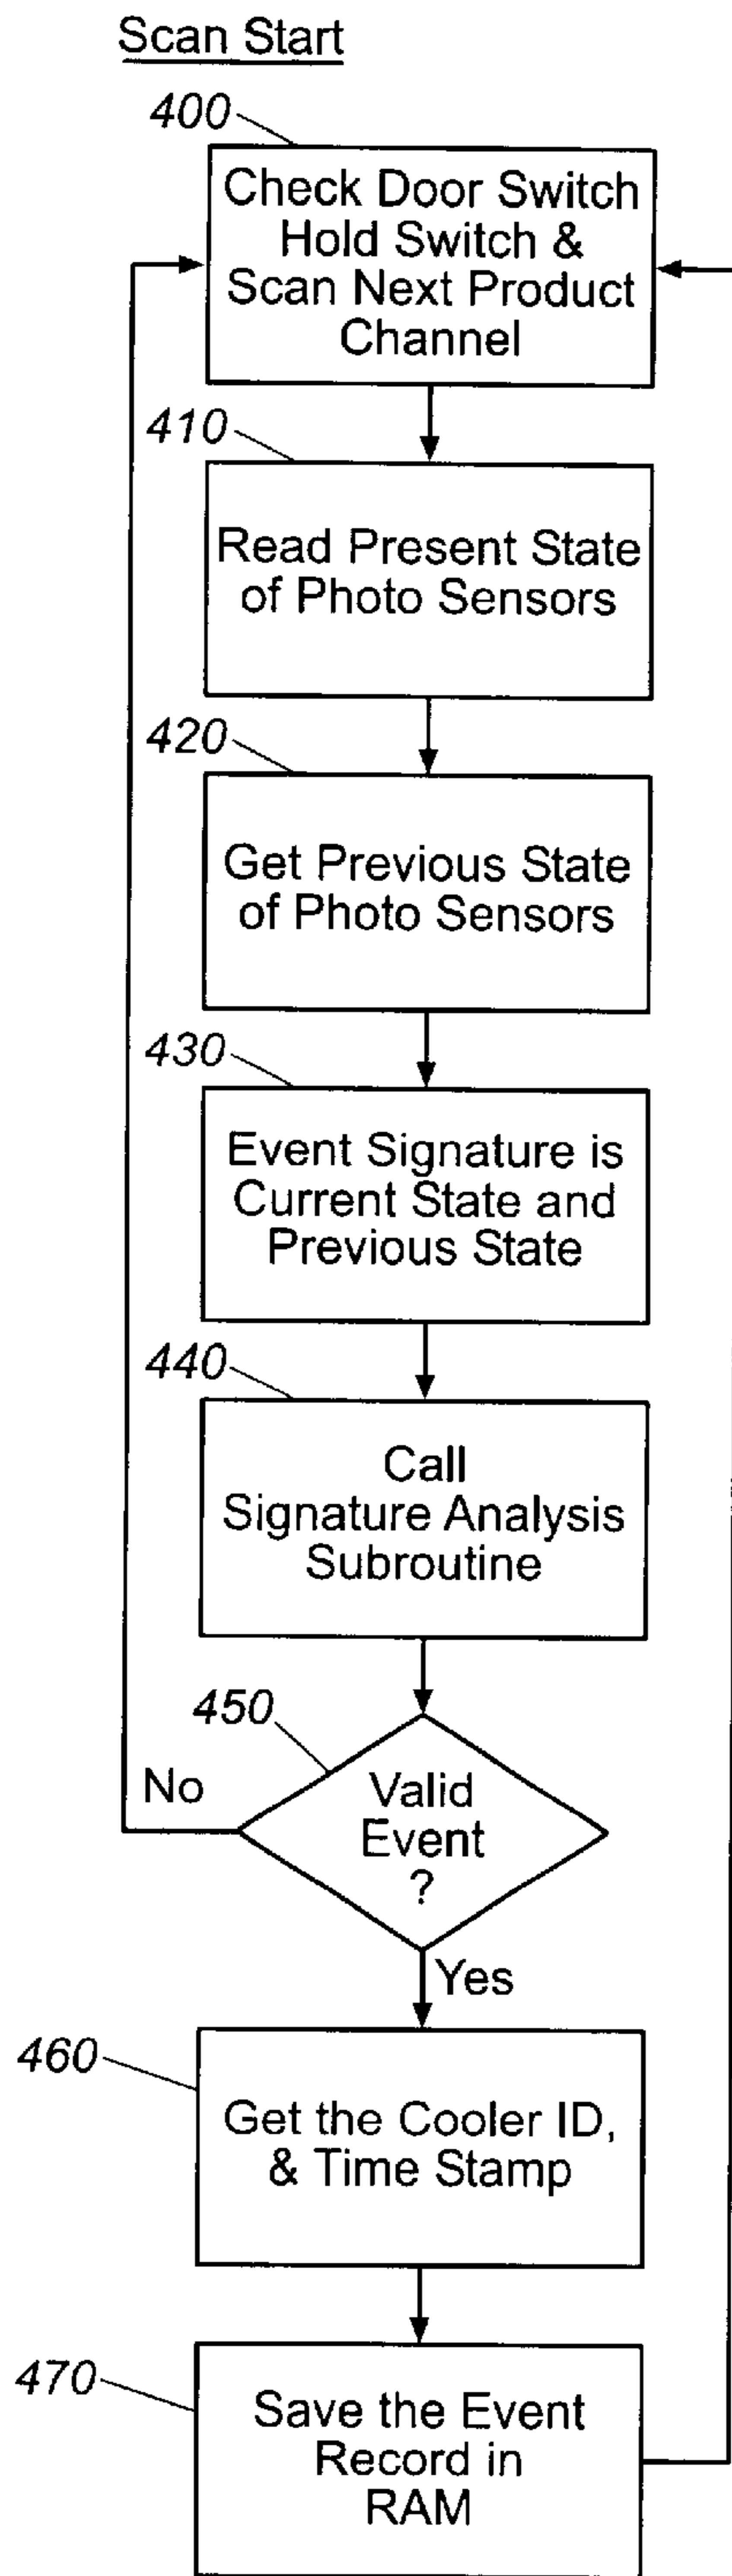 Scan Start
400
Check Door Switch
Hold Switch &
Scan Next Product
Channel
410
Read Present State
of Photo Sensors
420
Get Previous State
of Photo Sensors
430
Event Signature is
Current State and
Previous State
440
Call
Signature Analysis
Subroutine
450
No
Valid
Event
?
Yes
460
Get the Cooler ID,
& Time Stamp
470
Save the Event
Record in
RAM